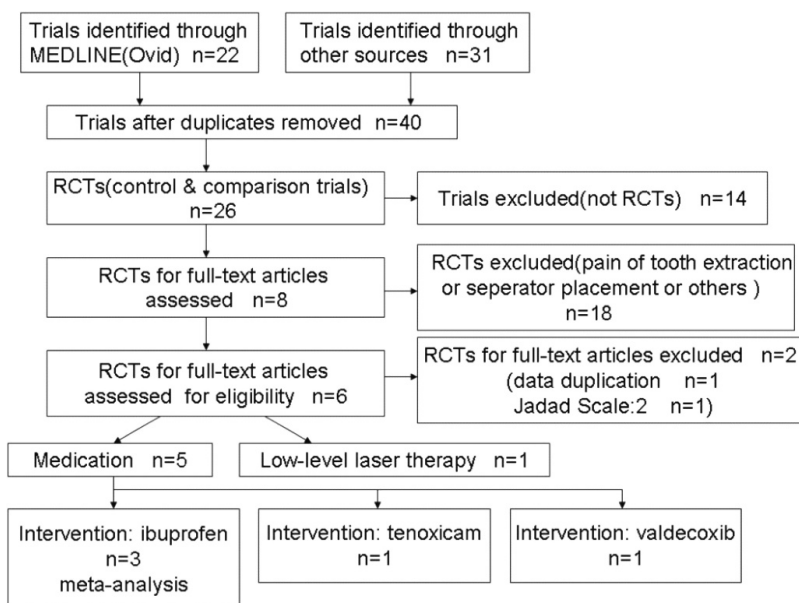 Trials identified through
MEDLINE(Ovid) n=22
Trials identified through
other sources n=31
Trials after duplicates removed n=40
RCTs(control & comparison trials)
n=26
Trials excluded(not RCTs) n=14
RCTs for full-text articles
assessed n=8
RCTs excluded(pain of tooth extraction
or seperator placement or others )
n=18
RCTs for full-text articles
assessed for eligibility n=6
RCTs for full-text articles excluded n=2
(data duplication n=1
Jadad Scale:2 n=1)
Medication n=5
Low-level laser therapy n=1
Intervention: ibuprofen
n=3
meta-analysis
Intervention: tenoxicam
n=1
Intervention: valdecoxib
n=1